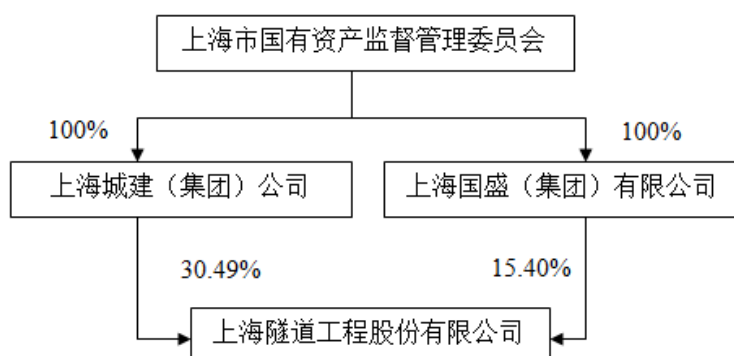 上海市国有资产监督管理委员会
100%
100%
上海城建（集团）公司
上海国盛（集团）有限公司
30.49%
15.40%
上海隧道工程股份有限公司